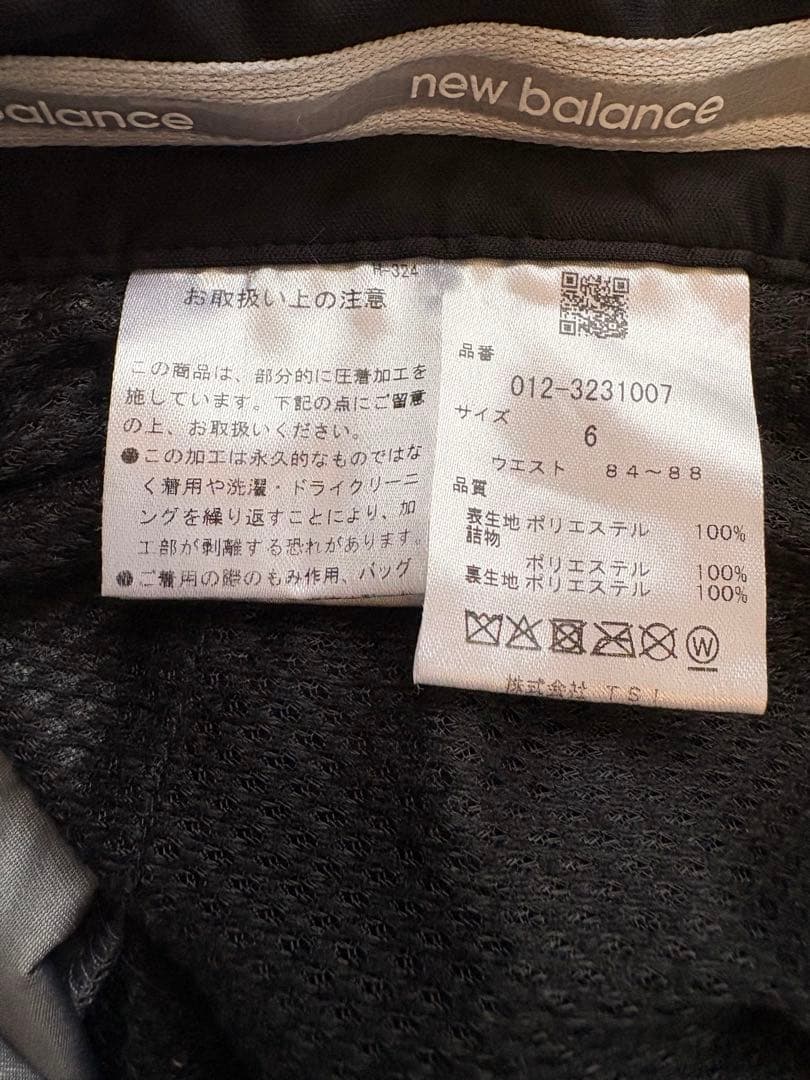 new balance
balance
H-324
お取扱い上の注意
この商品は、部分的に圧着加工を
施しています。下記の点にご留意
の上、お取扱いください。
●この加工は永久的なものではな
く着用や洗濯・ドライクリーニ
ングを繰り返すことにより、加
工部が剥離する恐れがあります。
●ご着用の際のもみ作用、バッグ
品番
012-3231007
サイズ
6
ウエスト 84～88
品質
表生地 ポリエステル 100%
詰物
ポリエステル 100%
裏生地 ポリエステル 100%
W
株式会社 TSI